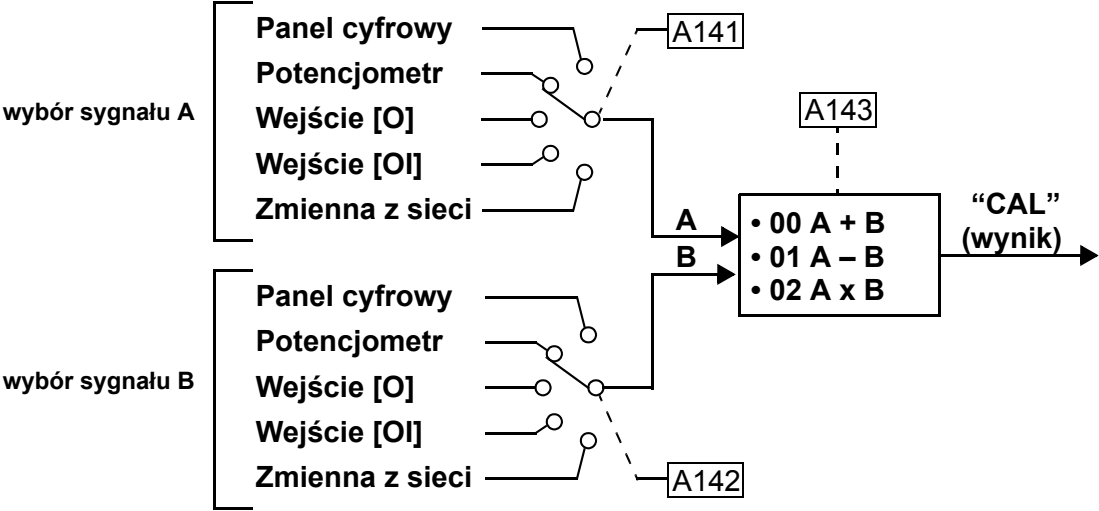 wybór sygnału A
Panel cyfrowy
Potencjometr
Wejście [O]
Wejście [OI]
Zmienna z sieci
A141
wybór sygnału B
Panel cyfrowy
Potencjometr
Wejście [O]
Wejście [OI]
Zmienna z sieci
A142
A
B
A143
• 00 A + B
• 01 A – B
• 02 A x B
“CAL”
(wynik)